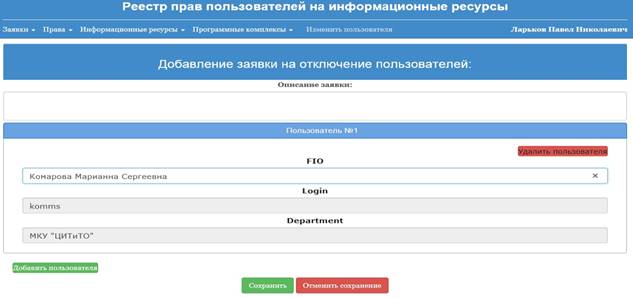 Реестр прав пользователей на информационные ресурсы
Заявки Права Информационные ресурсы Программные комплексы Изменить пользователя Ларьков Павел Николаевич
Добавление заявки на отключение пользователей:
Описание заявки:
Пользователь №1
Удалить пользователя
FIO
Комарова Марианна Сергеевна ×
Login
komms
Department
МКУ "ЦИТиТО"
Добавить пользователя
Сохранить Отменить сохранение